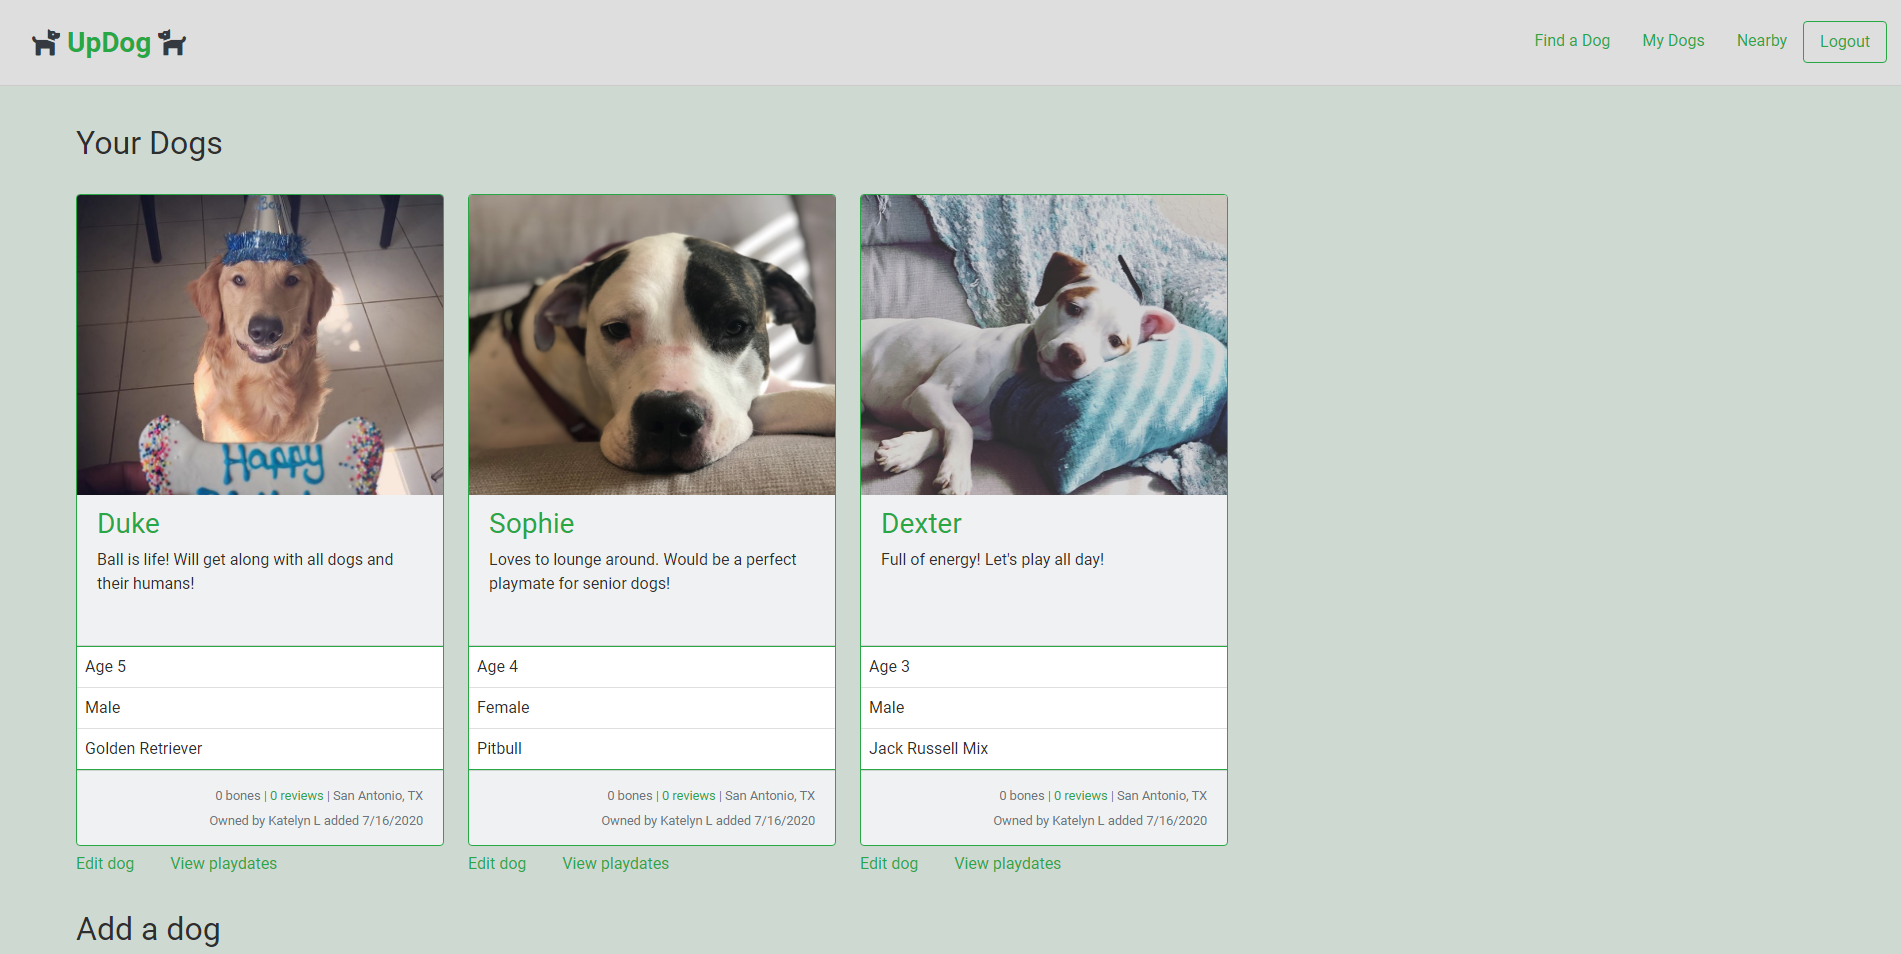 UpDog
Find a Dog
My Dogs
Nearby
Logout
Your Dogs
Happy
Duke
Ball is life! Will get along with all dogs and
their humans!
Age 5
Male
Golden Retriever
0 bones | 0 reviews | San Antonio, TX
Owned by Katelyn L added 7/16/2020
Edit dog
View playdates
Sophie
Loves to lounge around. Would be a perfect
playmate for senior dogs!
Age 4
Female
Pitbull
0 bones | 0 reviews | San Antonio, TX
Owned by Katelyn L added 7/16/2020
Edit dog
View playdates
Dexter
Full of energy! Let's play all day!
Age 3
Male
Jack Russell Mix
0 bones | 0 reviews | San Antonio, TX
Owned by Katelyn L added 7/16/2020
Edit dog
View playdates
Add a dog